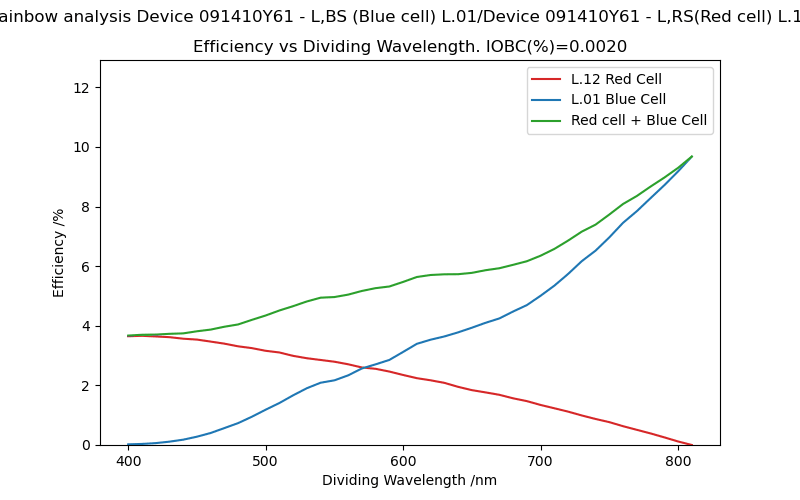 ainbow analysis Device 091410Y61 - L,BS (Blue cell) L.01/Device 091410Y61 - L,RS(Red cell) L.1
Efficiency vs Dividing Wavelength. IOBC(%)=0.0020
L.12 Red Cell
L.01 Blue Cell
Red cell + Blue Cell
12
10
8
6
4
2
0
Efficiency /%
400 500 600 700 800
Dividing Wavelength /nm